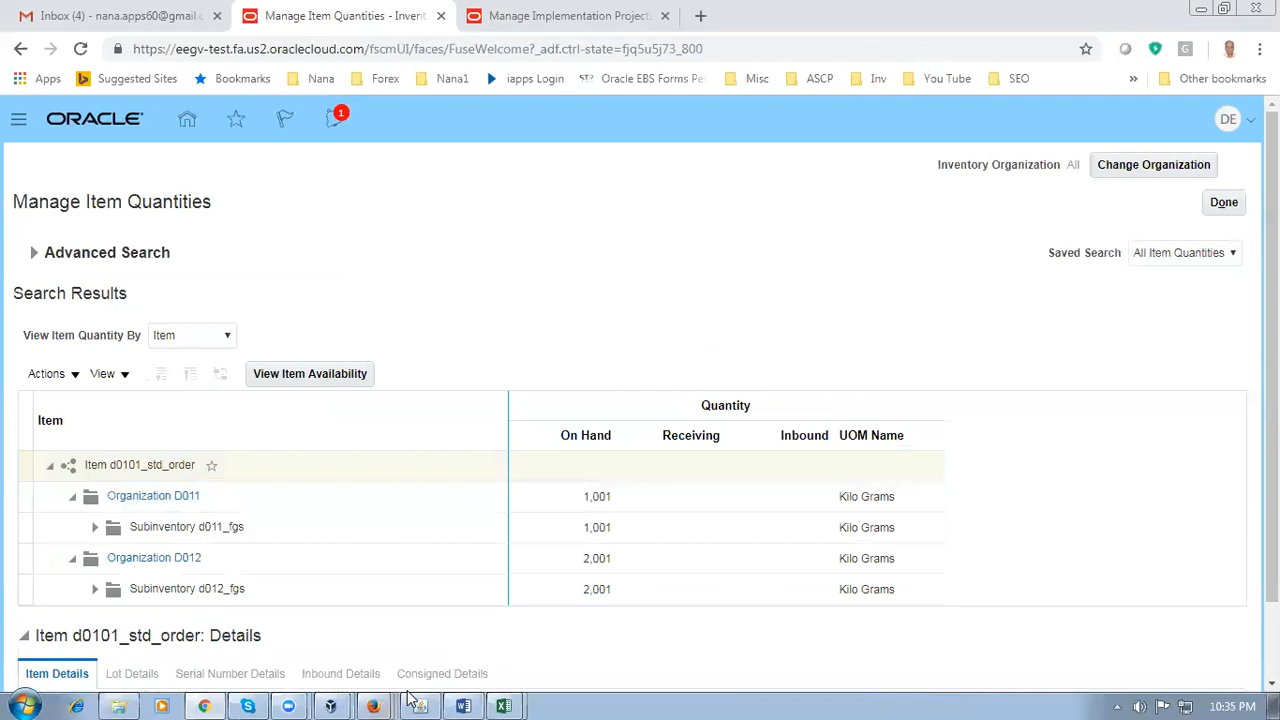 Inbox (4) - nana.apps60@gmail.c
Manage Item Quantities - Invent
Manage Implementation Project
https://eegv-test.fa.us2.oraclecloud.com/fscmUI/faces/FuseWelcome?_adf.ctrl-state=fjq5u5j73_800
Apps
Suggested Sites
Bookmarks
Nana
Forex
Nana1
iapps Login
Oracle EBS Forms Pe
Misc
ASCP
Inv
You Tube
SEO
»
Other bookmarks
ORACLE
1
DE
Inventory Organization All
Change Organization
Manage Item Quantities
Done
Advanced Search
Saved Search All Item Quantities
Search Results
View Item Quantity By Item
Actions View View Item Availability
Quantity
Item
On Hand Receiving Inbound UOM Name
Item d0101_std_order
Organization D011 1,001 Kilo Grams
Subinventory d011_fgs 1,001 Kilo Grams
Organization D012 2,001 Kilo Grams
Subinventory d012_fgs 2,001 Kilo Grams
Item d0101_std_order: Details
Item Details Lot Details Serial Number Details Inbound Details Consigned Details
10:35 PM